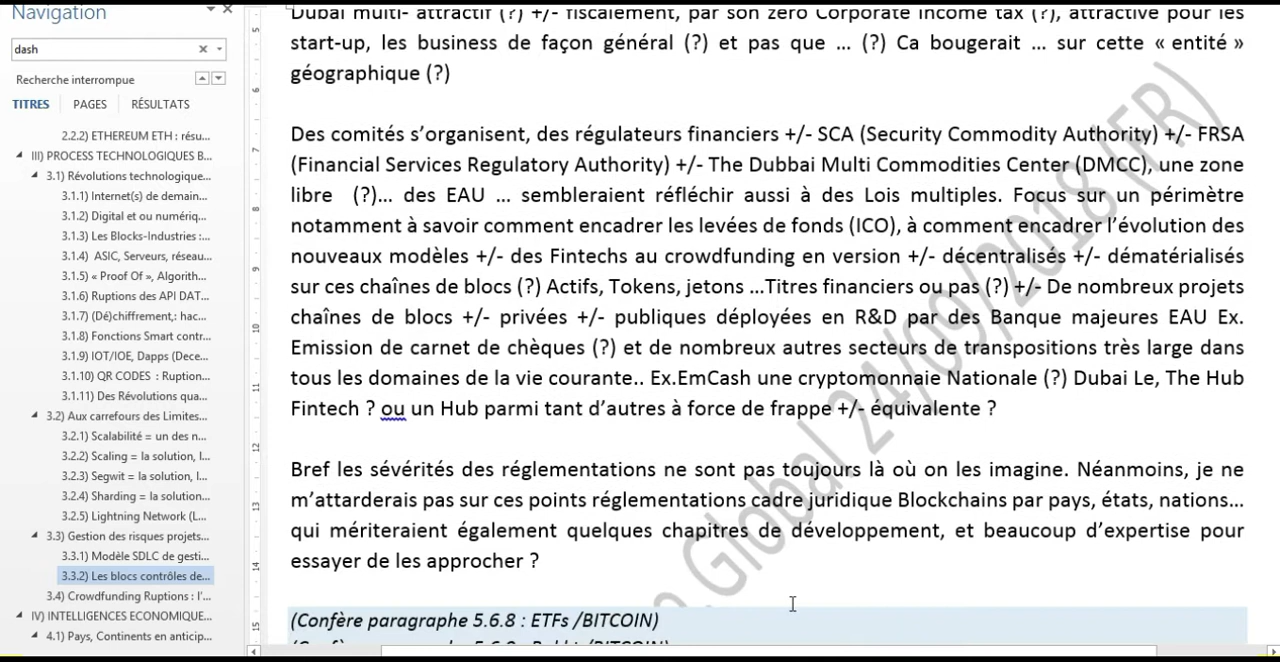 Navigation
dash
Recherche interrompue
TITRES PAGES RÉSULTATS
2.2.2) ETHEREUM ETH : résu...
III) PROCESS TECHNOLOGIQUES B...
3.1) Révolutions technologique...
3.1.1) Internet(s) de demain...
3.1.2) Digital et ou numériq...
3.1.3) Les Blocks-Industries :...
3.1.4) ASIC, Serveurs, réseau...
3.1.5) « Proof Of », Algorith...
3.1.6) Ruptions des API DAT...
3.1.7) (Dé)chiffrement,: hac...
3.1.8) Fonctions Smart contr...
3.1.9) IOT/IOE, Dapps (Dece...
3.1.10) QR CODES : Ruption...
3.1.11) Des Révolutions qua...
3.2) Aux carrefours des Limites...
3.2.1) Scalabilité = un des n...
3.2.2) Scaling = la solution, l...
3.2.3) Segwit = la solution, l...
3.2.4) Sharding = la solution...
3.2.5) Lightning Network (L...
3.3) Gestion des risques projets...
3.3.1) Modèle SDLC de gesti...
3.3.2) Les blocs contrôles de...
3.4) Crowdfunding Ruptions : l'...
IV) INTELLIGENCES ECONOMIQUE...
4.1) Pays, Continents en anticip...
Dubaï multi- attractif (?) +/- fiscalement, par son zéro Corporate Income tax (?), attractive pour les
start-up, les business de façon général (?) et pas que ... (?) Ca bougerait ... sur cette « entité »
géographique (?)
Des comités s'organisent, des régulateurs financiers +/- SCA (Security Commodity Authority) +/- FRSA
(Financial Services Regulatory Authority) +/- The Dubbai Multi Commodities Center (DMCC), une zone
libre (?)... des EAU ... sembleraient réfléchir aussi à des Lois multiples. Focus sur un périmètre
notamment à savoir comment encadrer les levées de fonds (ICO), à comment encadrer l'évolution des
nouveaux modèles +/- des Fintechs au crowdfunding en version +/- décentralisés +/- dématérialisés
sur ces chaînes de blocs (?) Actifs, Tokens, jetons ...Titres financiers ou pas (?) +/- De nombreux projets
chaînes de blocs +/- privées +/- publiques déployées en R&D par des Banque majeures EAU Ex.
Emission de carnet de chèques (?) et de nombreux autres secteurs de transpositions très large dans
tous les domaines de la vie courante.. Ex.EmCash une cryptomonnaie Nationale (?) Dubai Le, The Hub
Fintech ? ou un Hub parmi tant d'autres à force de frappe +/- équivalente ?
Bref les sévérités des réglementations ne sont pas toujours là où on les imagine. Néanmoins, je ne
m'attarderais pas sur ces points réglementations cadre juridique Blockchains par pays, états, nations...
qui mériteraient également quelques chapitres de développement, et beaucoup d'expertise pour
essayer de les approcher ?
(Confère paragraphe 5.6.8 : ETFs /BITCOIN)
Global 24/09/2018 (FR)